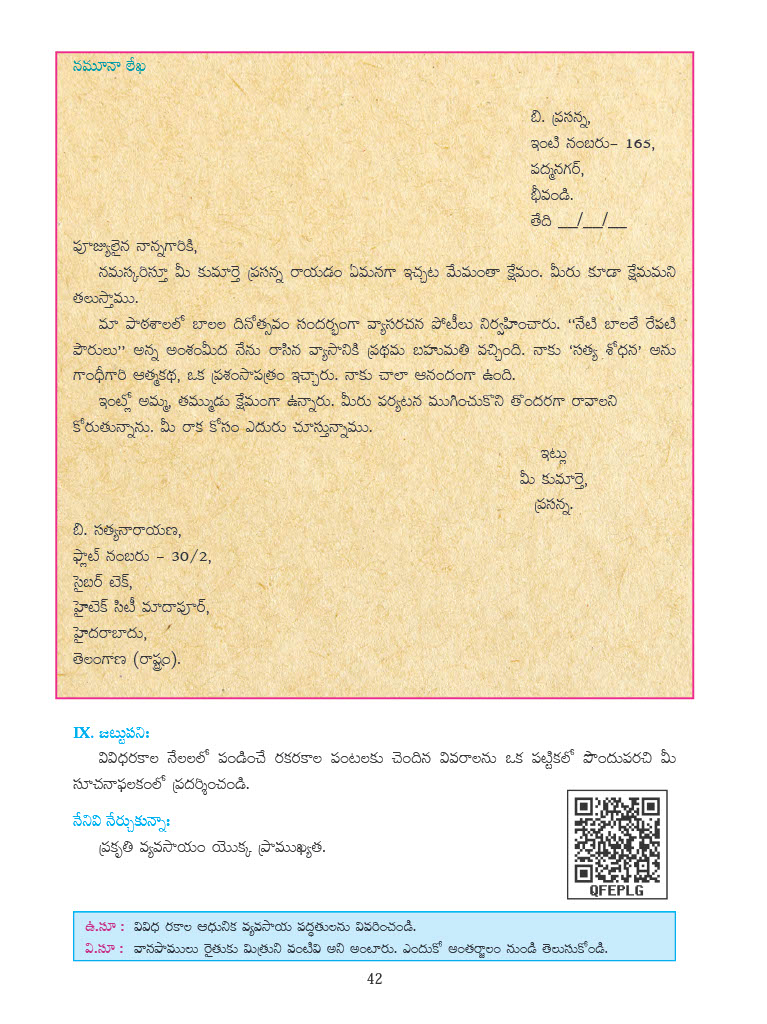 నమూనా లేఖ
బి. ప్రసన్న,
ఇంటి నంబరు– 165,
పద్మనగర్,
భీవండి.
తేది __/__/__
పూజ్యులైన నాన్నగారికి,
నమస్కరిస్తూ మీ కుమార్తె ప్రసన్న రాయడం ఏమనగా ఇచ్చట మేమంతా క్షేమం. మీరు కూడా క్షేమమని
తలుస్తాము.
మా పాఠశాలలో బాలల దినోత్సవం సందర్భంగా వ్యాసరచన పోటీలు నిర్వహించారు. “నేటి బాలలే రేపటి
పౌరులు” అన్న అంశంమీద నేను రాసిన వ్యాసానికి ప్రథమ బహుమతి వచ్చింది. నాకు ‘సత్య శోధన’ అను
గాంధీగారి ఆత్మకథ, ఒక ప్రశంసాపత్రం ఇచ్చారు. నాకు చాలా ఆనందంగా ఉంది.
ఇంట్లో అమ్మ, తమ్ముడు క్షేమంగా ఉన్నారు. మీరు పర్యటన ముగించుకొని తొందరగా రావాలని
కోరుతున్నాను. మీ రాక కోసం ఎదురు చూస్తున్నాము.
ఇట్లు
మీ కుమార్తె,
ప్రసన్న.
బి. సత్యనారాయణ,
ఫ్లాట్ నంబరు – 30/2,
సైబర్ టెక్,
హైటెక్ సిటీ మాదాపూర్,
హైదరాబాదు,
తెలంగాణ (రాష్ట్రం).
IX. జట్టుపని:
వివిధరకాల నేలలలో పండించే రకరకాల పంటలకు చెందిన వివరాలను ఒక పట్టికలో పొందుపరచి మీ
సూచనాఫలకంలో ప్రదర్శించండి.
నేనివి నేర్చుకున్నా:
ప్రకృతి వ్యవసాయం యొక్క ప్రాముఖ్యత.
QFEPLG
ఉ.సూ : వివిధ రకాల ఆధునిక వ్యవసాయ పద్ధతులను వివరించండి.
వి.సూ : వానపాములు రైతుకు మిత్రుని వంటివి అని అంటారు. ఎందుకో అంతర్జాలం నుండి తెలుసుకోండి.
42